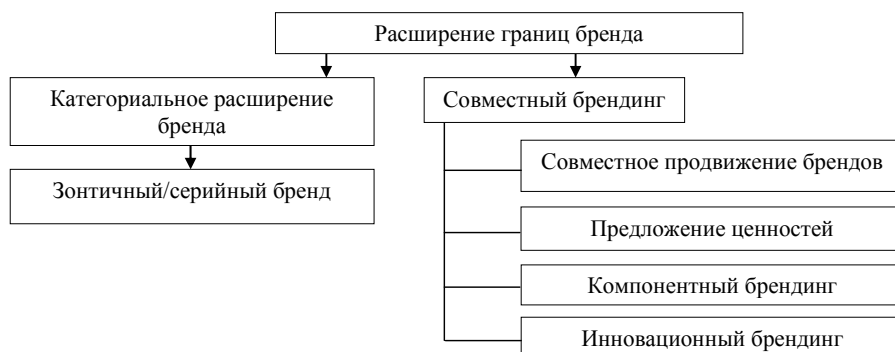 Расширение границ бренда
Категориальное расширение
бренда
Совместный брендинг
Зонтичный/серийный бренд
Совместное продвижение брендов
Предложение ценностей
Компонентный брендинг
Инновационный брендинг